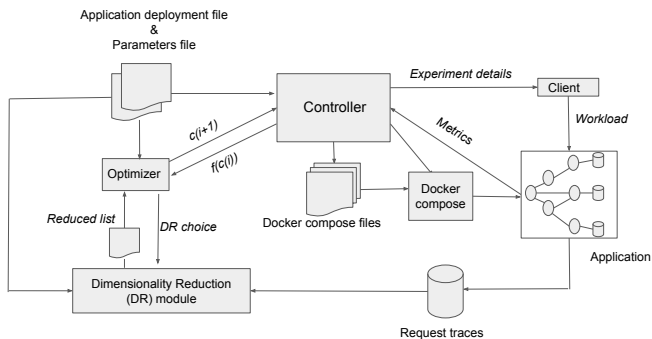 Application deployment file
&
Parameters file
Experiment details
Client
Controller
c(i+1)
Metrics
Workload
f(c(i))
Optimizer
Docker
compose
Reduced list
DR choice
Docker compose files
Application
Dimensionality Reduction
(DR) module
Request traces